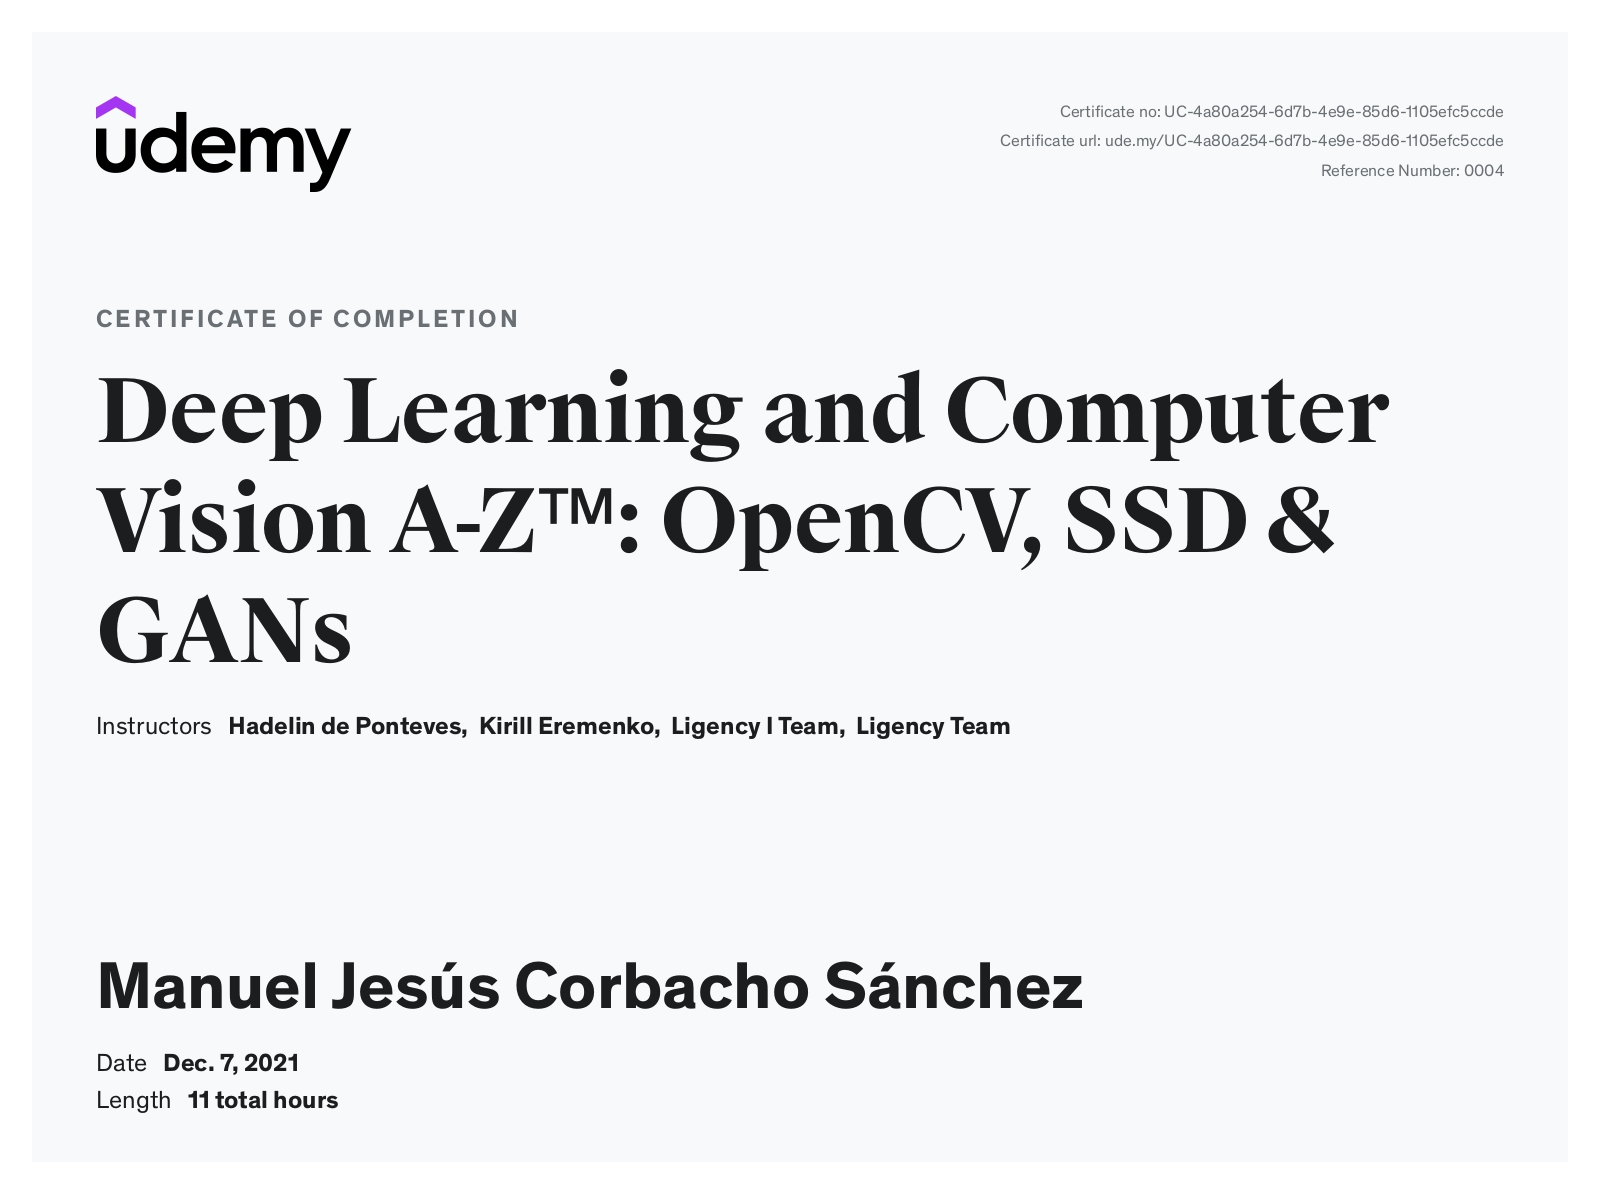 udemy
Certificate no: UC-4a80a254-6d7b-4e9e-85d6-1105efc5ccde
Certificate url: ude.my/UC-4a80a254-6d7b-4e9e-85d6-1105efc5ccde
Reference Number: 0004
CERTIFICATE OF COMPLETION
Deep Learning and Computer
Vision A-Z™: OpenCV, SSD &
GANs
Instructors Hadelin de Ponteves, Kirill Eremenko, Ligency I Team, Ligency Team
Manuel Jesús Corbacho Sánchez
Date Dec. 7, 2021
Length 11 total hours